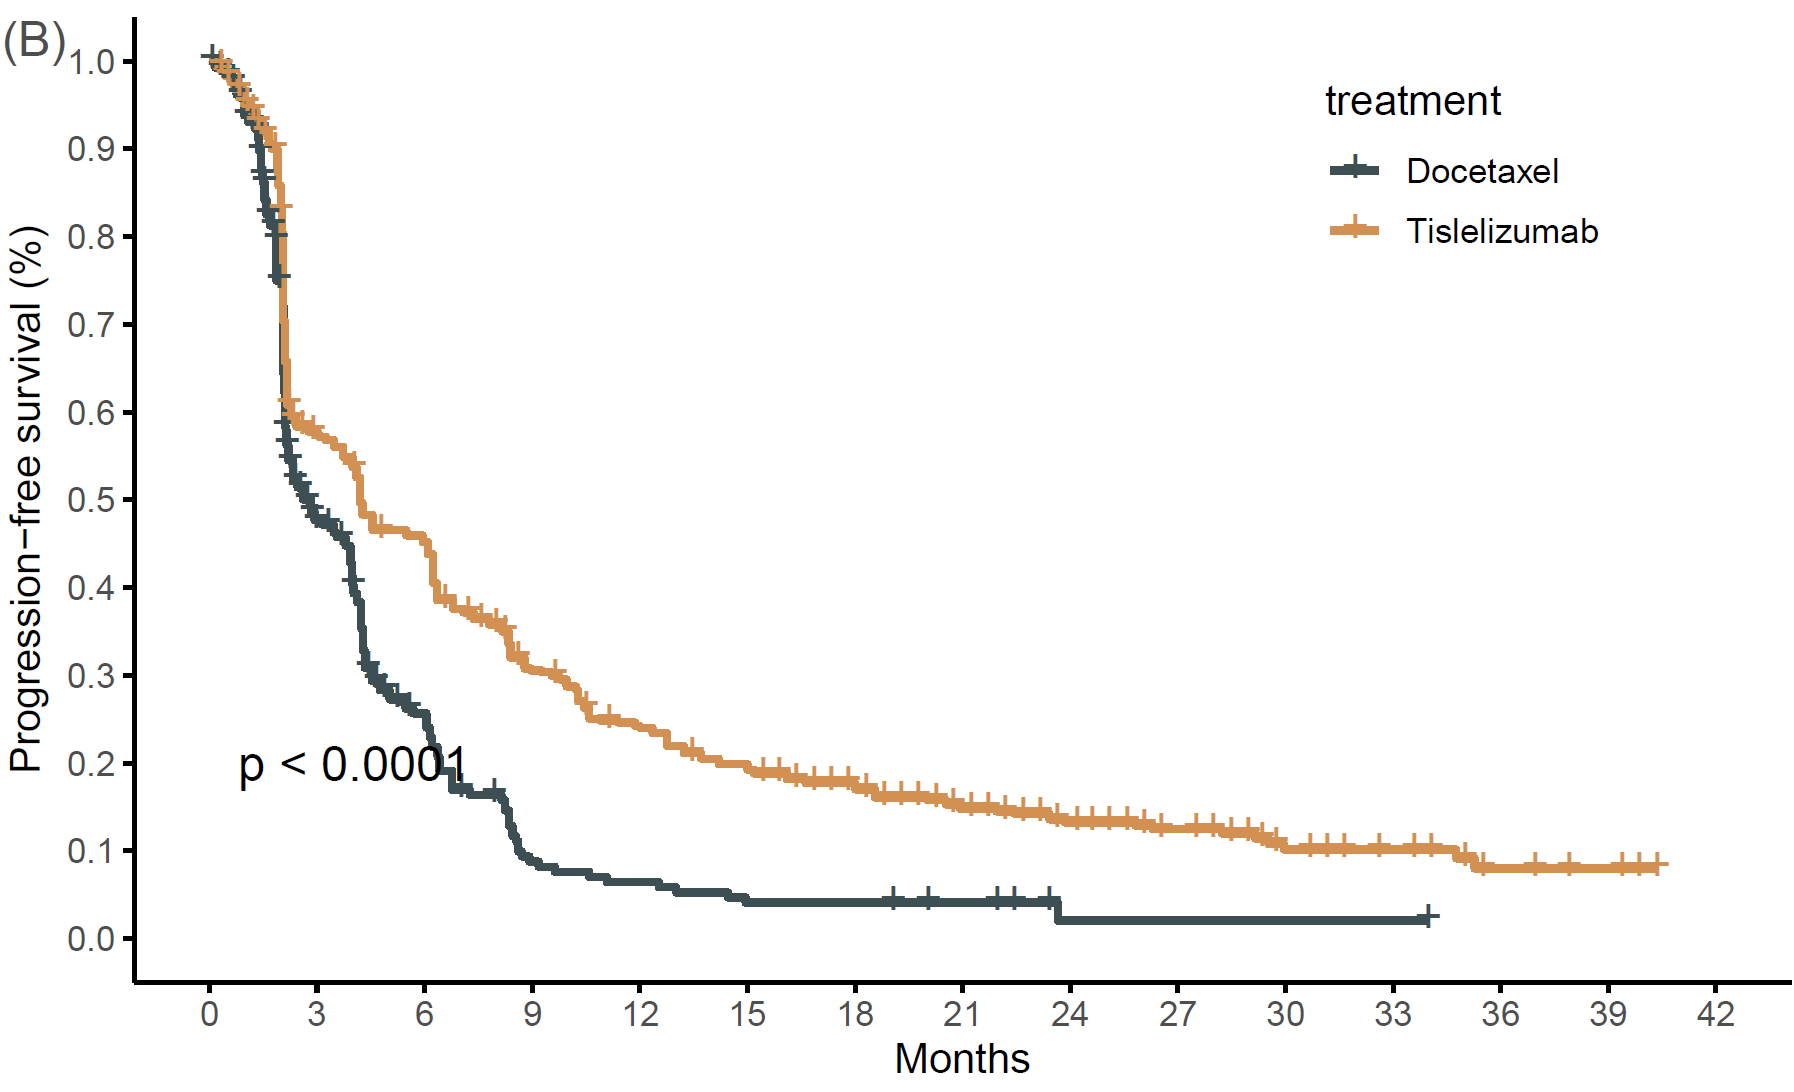 (B)
treatment
Docetaxel
Tislelizumab
Progression−free survival (%)
1.0
0.9
0.8
0.7
0.6
0.5
0.4
0.3
0.2
0.1
0.0
p < 0.0001
0 3 6 9 12 15 18 21 24 27 30 33 36 39 42
Months